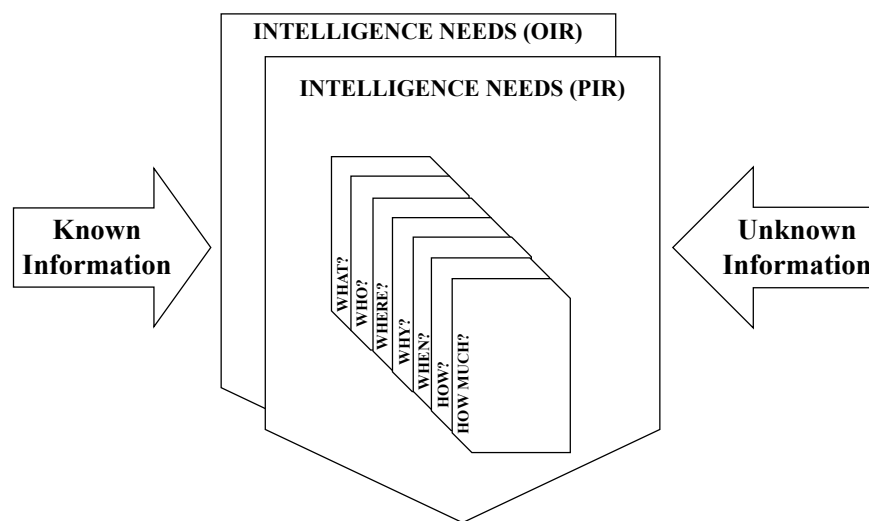 INTELLIGENCE NEEDS (OIR)
INTELLIGENCE NEEDS (PIR)
Known
Information
Unknown
Information
WHAT?
WHO?
WHERE?
WHY?
WHEN?
HOW?
HOW MUCH?